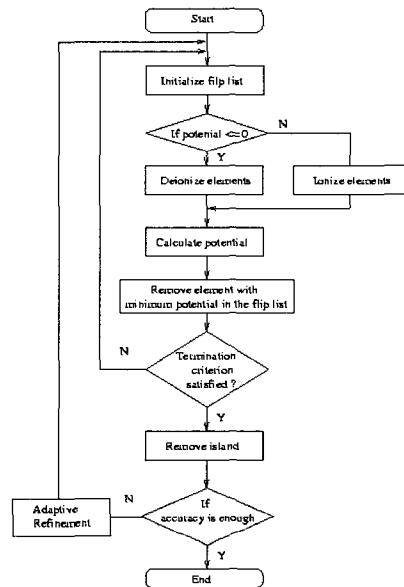 Start
Initialize filp list
If potential <=0
N
Y
Deionize elements
Ionize elements
Calculate potential
Remove element with
minimum potential in the flip list
N
Termination
criterion
satisfied ?
Y
Remove island
Adaptive
Refinement
N
If
accuracy is enough
Y
End